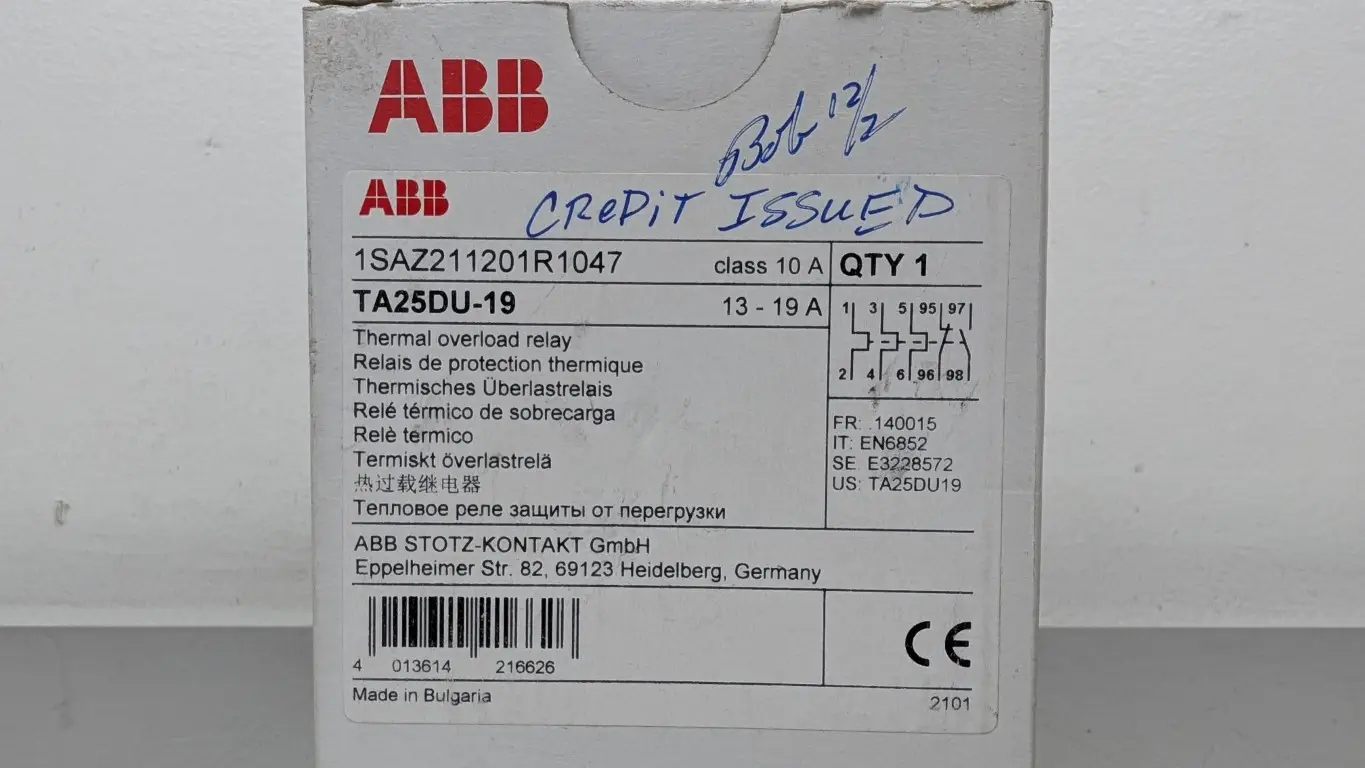 ABB
Bob 12/2
ABB
CREDIT ISSUED
1SAZ211201R1047 class 10 A QTY 1
TA25DU-19 13 - 19 A
1 3 5 95 97
2 4 6 96 98
Thermal overload relay
Relais de protection thermique
Thermisches Überlastrelais
Relé térmico de sobrecarga
Relè termico
Termiskt överlastrelä
热过载继电器
Тепловое реле защиты от перегрузки
FR: .140015
IT: EN6852
SE. E3228572
US: TA25DU19
ABB STOTZ-KONTAKT GmbH
Eppelheimer Str. 82, 69123 Heidelberg, Germany
4 013614 216626
CE
Made in Bulgaria
2101